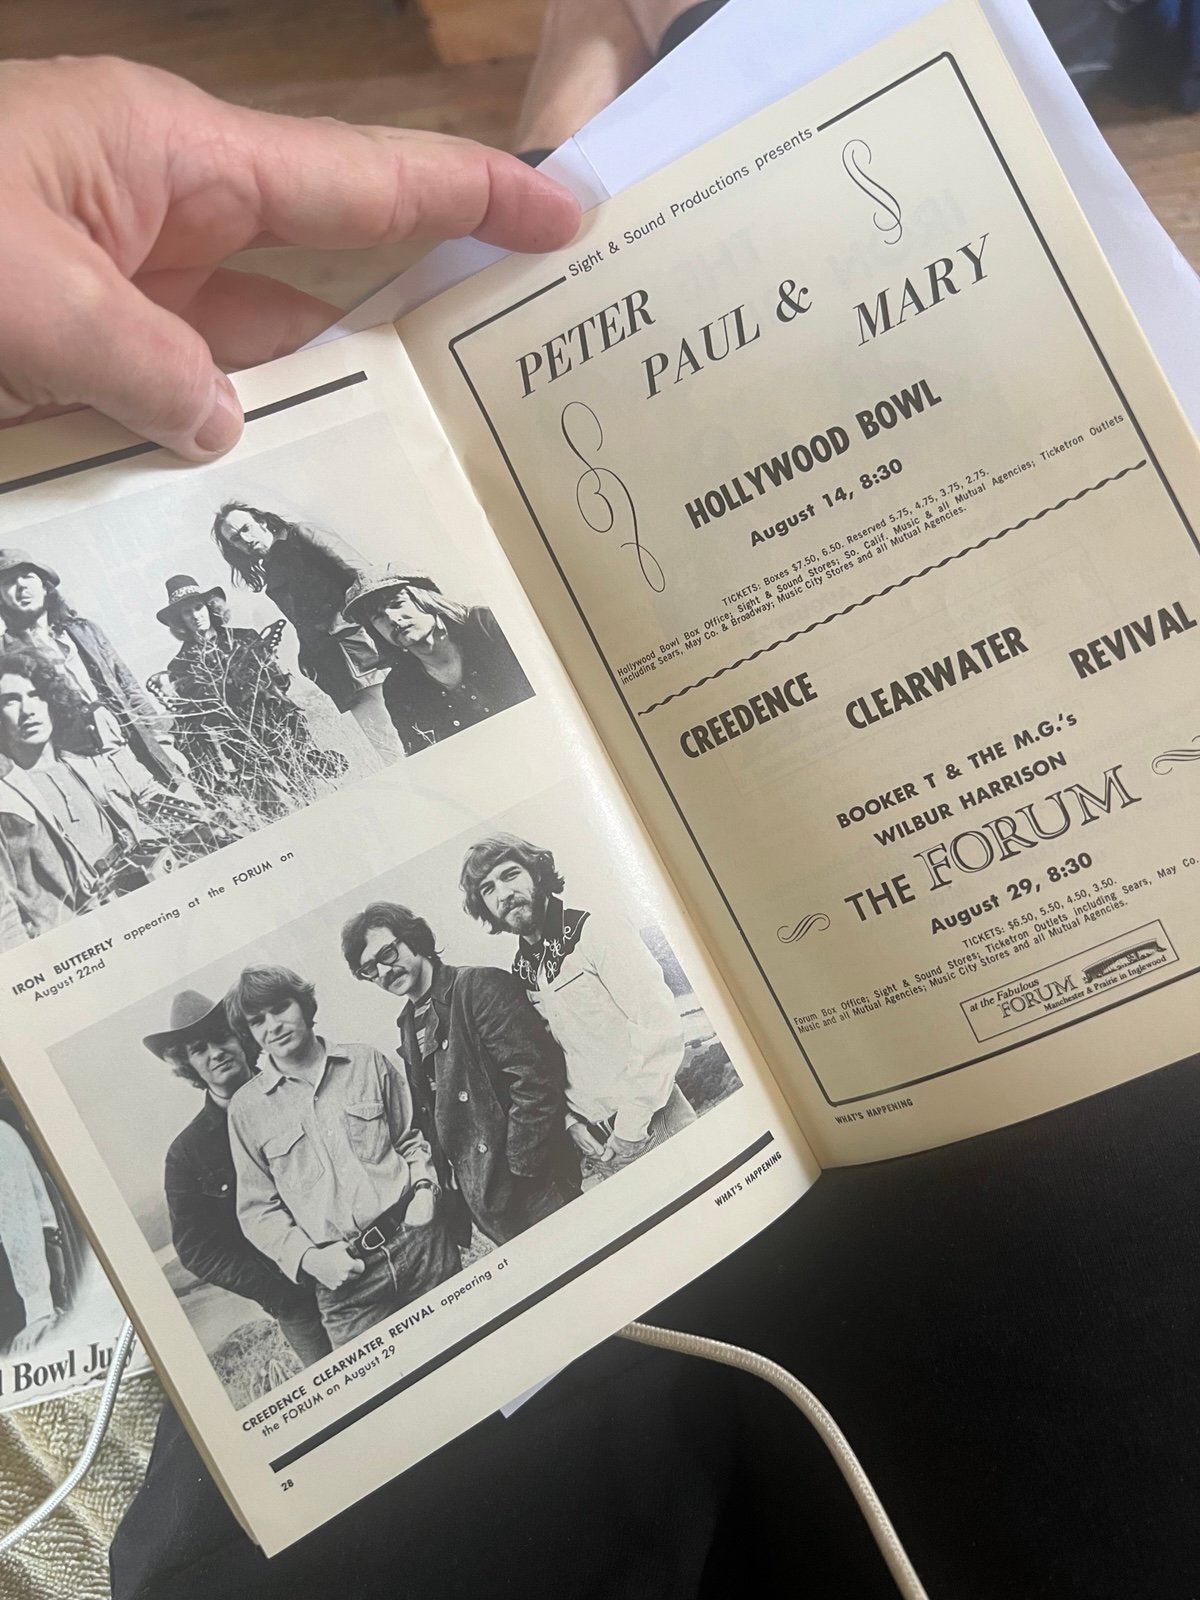 IRON BUTTERFLY appearing at the FORUM on
August 22nd
CREEDENCE CLEARWATER REVIVAL appearing at
the FORUM on August 29
WHAT'S HAPPENING
28
l Bowl July
Sight & Sound Productions presents
PETER
PAUL & MARY
HOLLYWOOD BOWL
August 14, 8:30
TICKETS: Boxes $7.50, 6.50. Reserved 5.75, 4.75, 3.75, 2.75.
Hollywood Bowl Box Office; Sight & Sound Stores; So. Calif. Music & all Mutual Agencies; Ticketron Outlets
including Sears, May Co. & Broadway; Music City Stores and all Mutual Agencies.
CREEDENCE CLEARWATER REVIVAL
BOOKER T & THE M.G.'s
WILBUR HARRISON
THE FORUM
August 29, 8:30
TICKETS: $6.50, 5.50, 4.50, 3.50.
Forum Box Office; Sight & Sound Stores; Ticketron Outlets including Sears, May Co.
Music and all Mutual Agencies; Music City Stores and all Mutual Agencies.
at the Fabulous
FORUM
Manchester & Prairie in Inglewood
WHAT'S HAPPENING